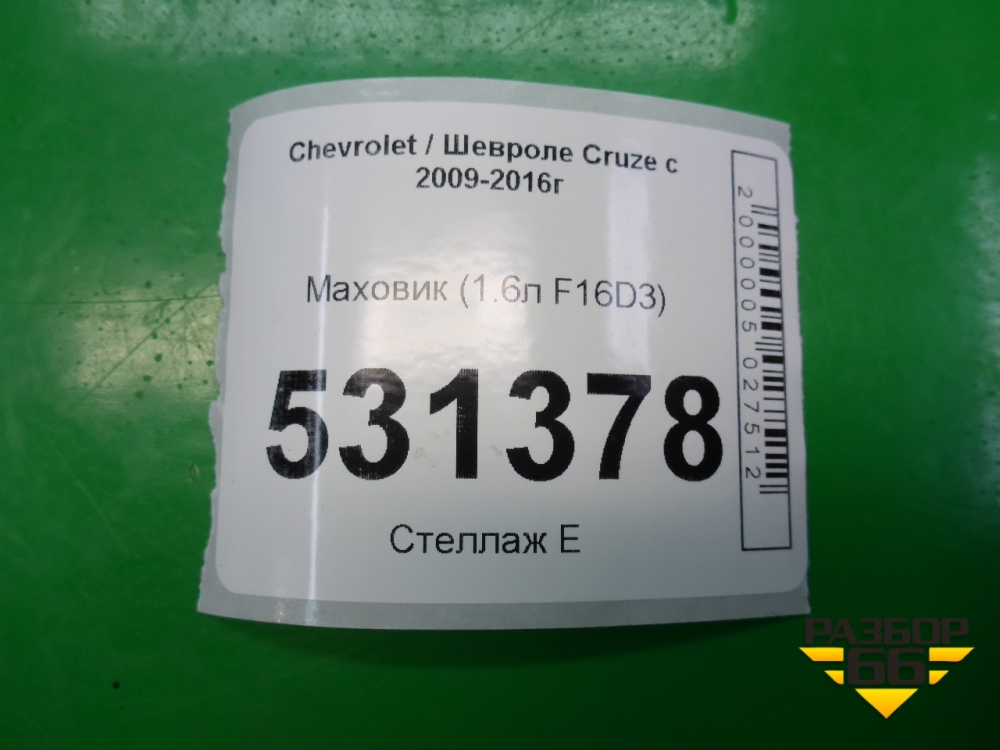 Chevrolet / Шевроле Cruze с
2009-2016г
Маховик (1.6л F16D3)
531378
Стеллаж Е
2000005027512
РАЗБОР
66